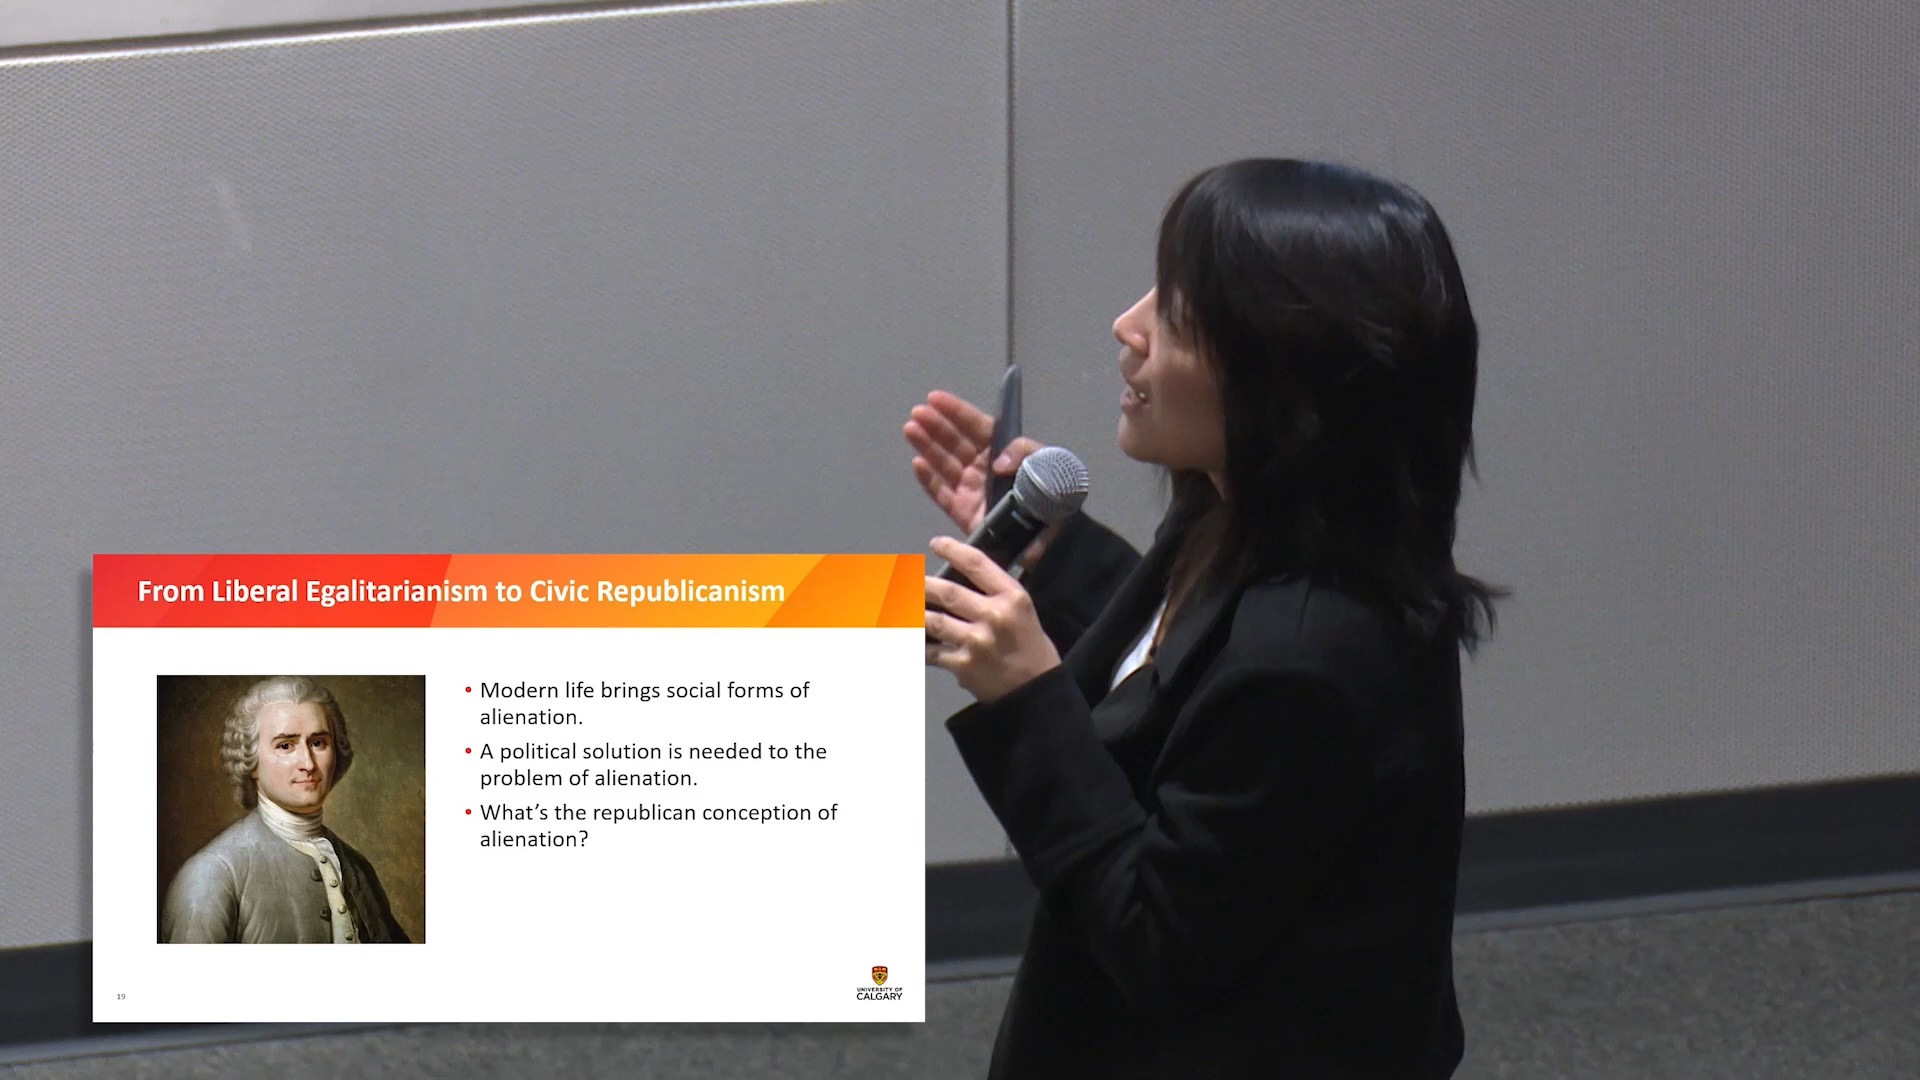 From Liberal Egalitarianism to Civic Republicanism
• Modern life brings social forms of
alienation.
• A political solution is needed to the
problem of alienation.
• What’s the republican conception of
alienation?
19
UNIVERSITY OF
CALGARY